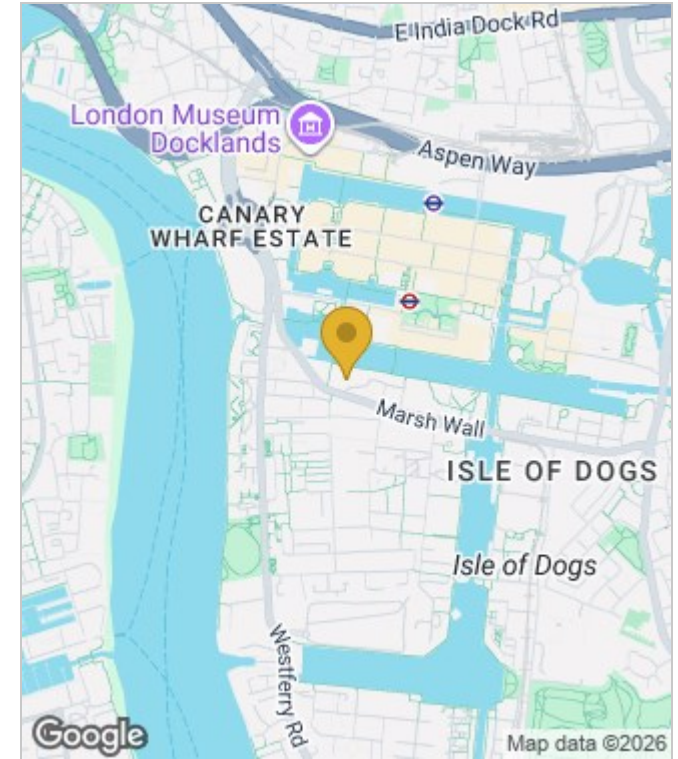 E India Dock Rd
London Museum
Docklands
Aspen Way
CANARY
WHARF ESTATE
Marsh Wall
ISLE OF DOGS
Isle of Dogs
Westferry Rd
Google
Map data ©2026